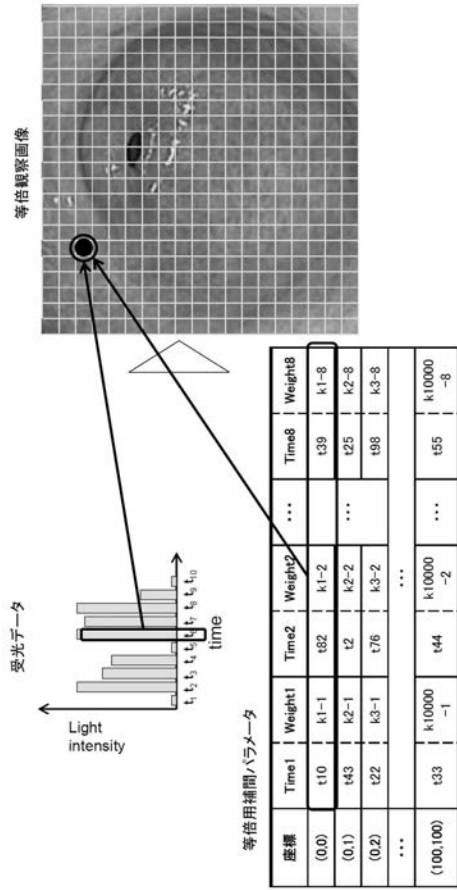 受光データ
Light intensity
t1 t2 t3 t4 t5 t7 t8 t9 t10
time
等倍観察画像
等倍用補間パラメータ
座標 Time1 Weight1 Time2 Weight2 ... Time8 Weight8
(0,0) t10 k1-1 t82 k1-2 t39 k1-8
(0,1) t43 k2-1 t2 k2-2 ... t25 k2-8
(0,2) t22 k3-1 t76 k3-2 t98 k3-8
... ...
(100,100) t33 k10000-1 t44 k10000-2 ... t55 k10000-8